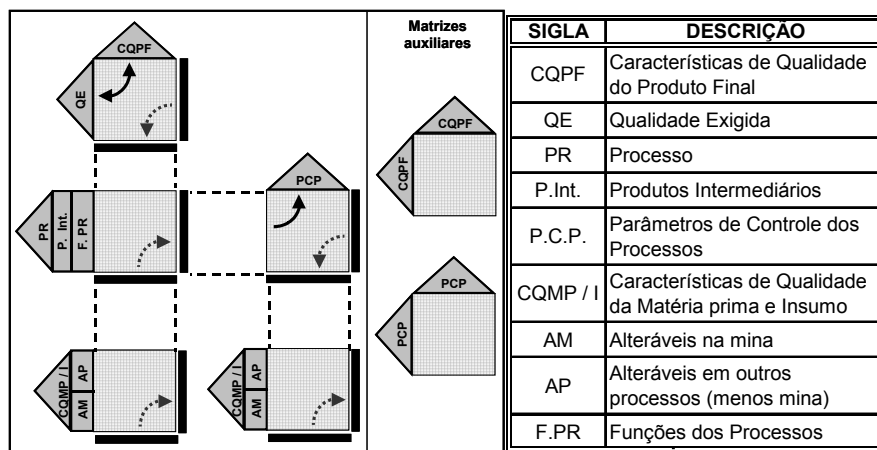 CQPF
QE
PR
P. Int.
F. PR
PCP
CQMP / I
AP
AM
CQMP / I
AP
AM
Matrizes
auxiliares
CQPF
CQPF
PCP
PCP
SIGLA DESCRIÇÃO
CQPF Características de Qualidade
do Produto Final
QE Qualidade Exigida
PR Processo
P.Int. Produtos Intermediários
P.C.P. Parâmetros de Controle dos
Processos
CQMP / I Características de Qualidade
da Matéria prima e Insumo
AM Alteráveis na mina
AP Alteráveis em outros
processos (menos mina)
F.PR Funções dos Processos